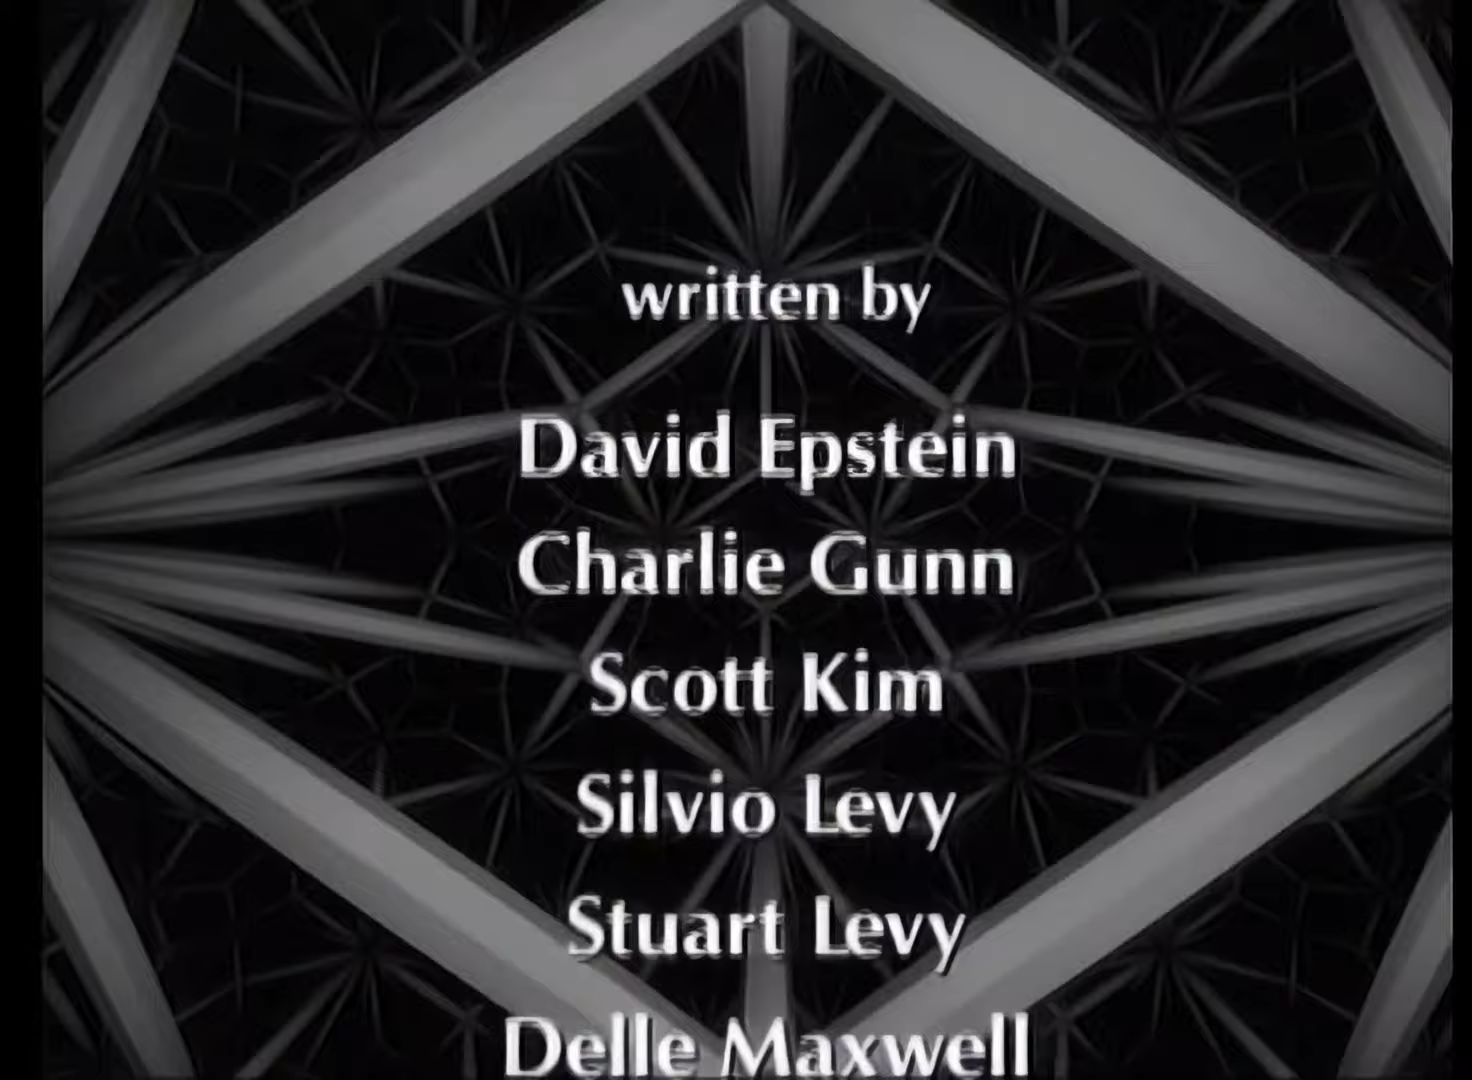 written by
David Epstein
Charlie Gunn
Scott Kim
Silvio Levy
Stuart Levy
Delle Maxwell